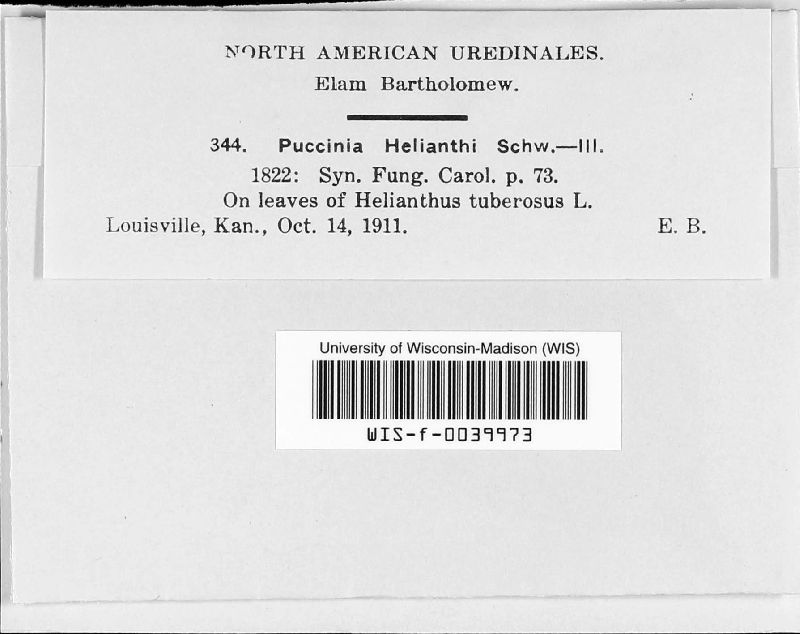 NORTH AMERICAN UREDINALES.
Elam Bartholomew.
344. Puccinia Helianthi Schw.—III.
1822: Syn. Fung. Carol. p. 73.
On leaves of Helianthus tuberosus L.
Louisville, Kan., Oct. 14, 1911. E. B.
University of Wisconsin-Madison (WIS)
WIS-f-0039973